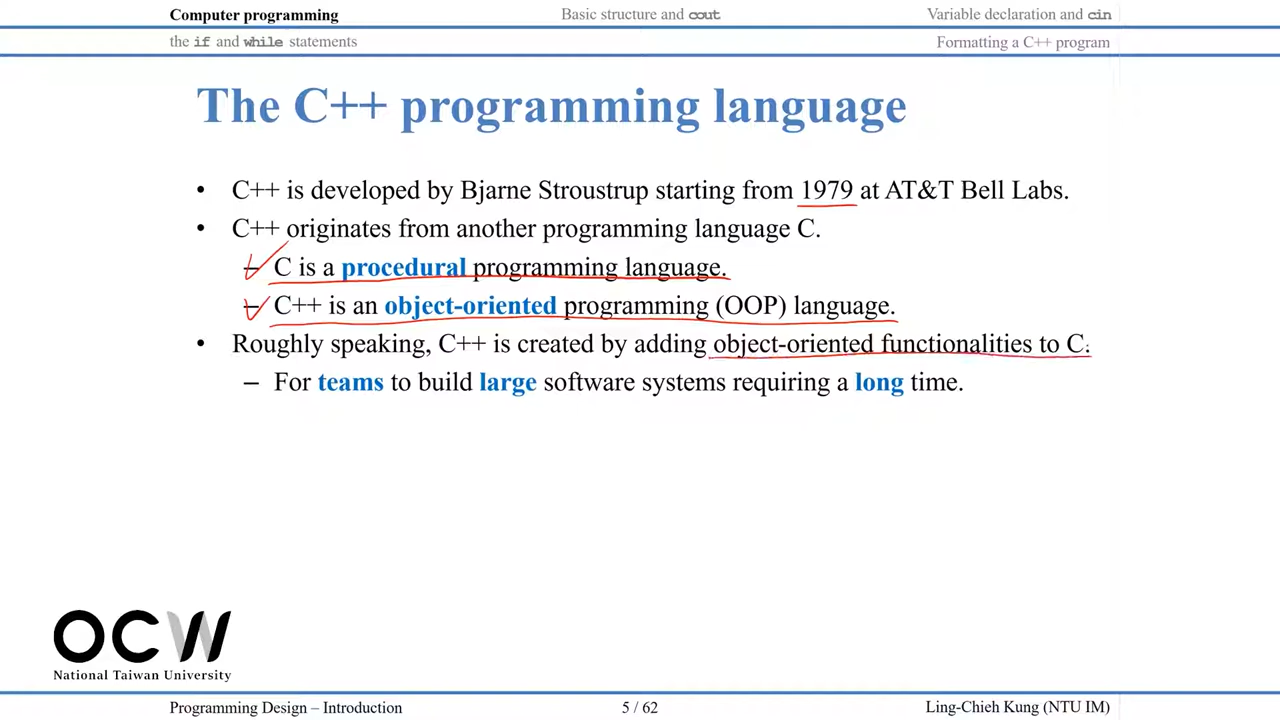 Computer programming
Basic structure and cout
Variable declaration and cin
the if and while statements
Formatting a C++ program
The C++ programming language
• C++ is developed by Bjarne Stroustrup starting from 1979 at AT&T Bell Labs.
• C++ originates from another programming language C.
– C is a procedural programming language.
– C++ is an object-oriented programming (OOP) language.
• Roughly speaking, C++ is created by adding object-oriented functionalities to C.
– For teams to build large software systems requiring a long time.
OCW
National Taiwan University
Programming Design – Introduction
5 / 62
Ling-Chieh Kung (NTU IM)